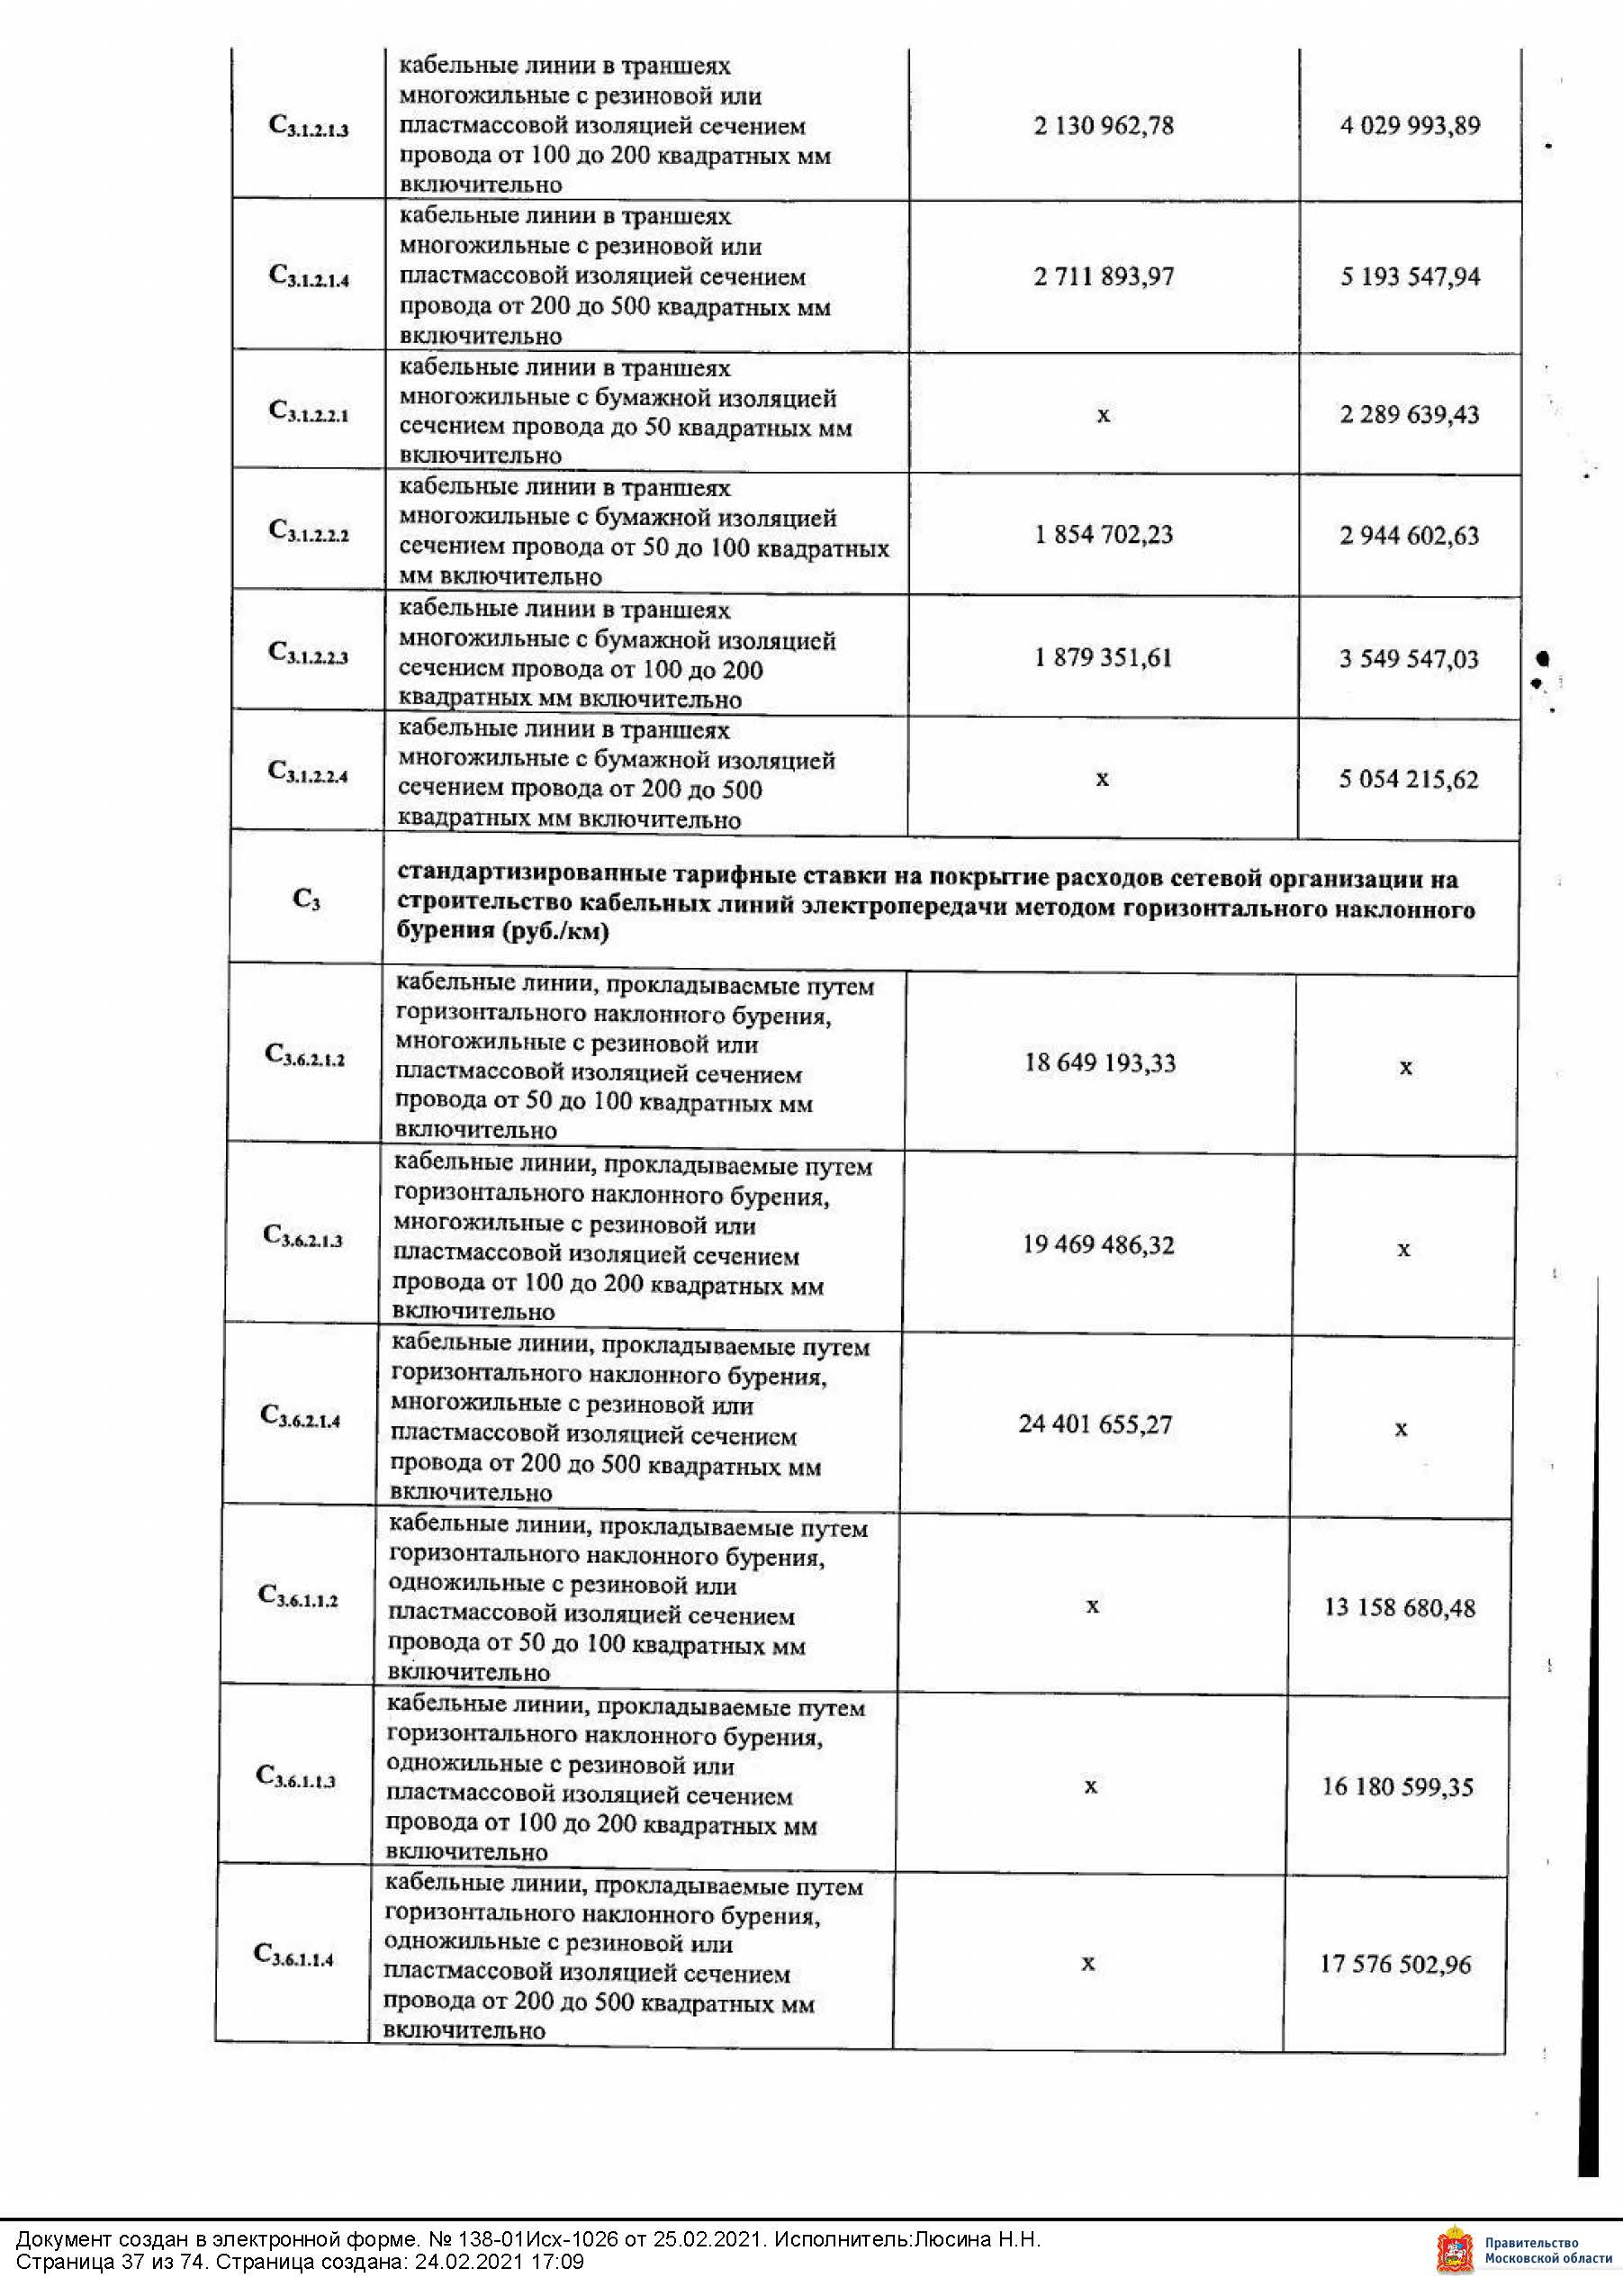 C3.1.2.1.3
кабельные линии в траншеях
многожильные с резиновой или
пластмассовой изоляцией сечением
провода от 100 до 200 квадратных мм
включительно
2 130 962,78
4 029 993,89
C3.1.2.1.4
кабельные линии в траншеях
многожильные с резиновой или
пластмассовой изоляцией сечением
провода от 200 до 500 квадратных мм
включительно
2 711 893,97
5 193 547,94
C3.1.2.2.1
кабельные линии в траншеях
многожильные с бумажной изоляцией
сечением провода до 50 квадратных мм
включительно
х
2 289 639,43
C3.1.2.2.2
кабельные линии в траншеях
многожильные с бумажной изоляцией
сечением провода от 50 до 100 квадратных
мм включительно
1 854 702,23
2 944 602,63
C3.1.2.2.3
кабельные линии в траншеях
многожильные с бумажной изоляцией
сечением провода от 100 до 200
квадратных мм включительно
1 879 351,61
3 549 547,03
C3.1.2.2.4
кабельные линии в траншеях
многожильные с бумажной изоляцией
сечением провода от 200 до 500
квадратных мм включительно
х
5 054 215,62
C3
стандартизированные тарифные ставки на покрытие расходов сетевой организации на
строительство кабельных линий электропередачи методом горизонтального наклонного
бурения (руб./км)
C3.6.2.1.2
кабельные линии, прокладываемые путем
горизонтального наклонного бурения,
многожильные с резиновой или
пластмассовой изоляцией сечением
провода от 50 до 100 квадратных мм
включительно
18 649 193,33
х
C3.6.2.1.3
кабельные линии, прокладываемые путем
горизонтального наклонного бурения,
многожильные с резиновой или
пластмассовой изоляцией сечением
провода от 100 до 200 квадратных мм
включительно
19 469 486,32
х
C3.6.2.1.4
кабельные линии, прокладываемые путем
горизонтального наклонного бурения,
многожильные с резиновой или
пластмассовой изоляцией сечением
провода от 200 до 500 квадратных мм
включительно
24 401 655,27
х
C3.6.1.1.2
кабельные линии, прокладываемые путем
горизонтального наклонного бурения,
одножильные с резиновой или
пластмассовой изоляцией сечением
провода от 50 до 100 квадратных мм
включительно
х
13 158 680,48
C3.6.1.1.3
кабельные линии, прокладываемые путем
горизонтального наклонного бурения,
одножильные с резиновой или
пластмассовой изоляцией сечением
провода от 100 до 200 квадратных мм
включительно
х
16 180 599,35
C3.6.1.1.4
кабельные линии, прокладываемые путем
горизонтального наклонного бурения,
одножильные с резиновой или
пластмассовой изоляцией сечением
провода от 200 до 500 квадратных мм
включительно
х
17 576 502,96
Документ создан в электронной форме. № 138-01Исх-1026 от 25.02.2021. Исполнитель:Люсина Н.Н.
Страница 37 из 74. Страница создана: 24.02.2021 17:09
Правительство
Московской области